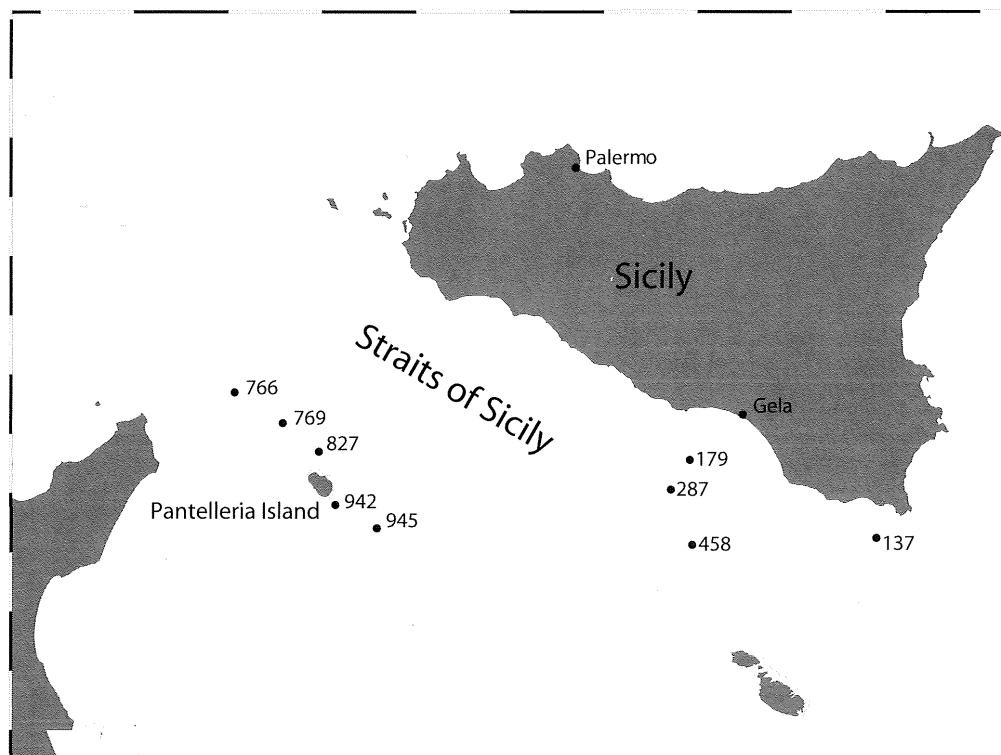 Palermo
Sicily
Straits of Sicily
766
769
827
Gela
179
287
942
Pantelleria Island
945
458
137